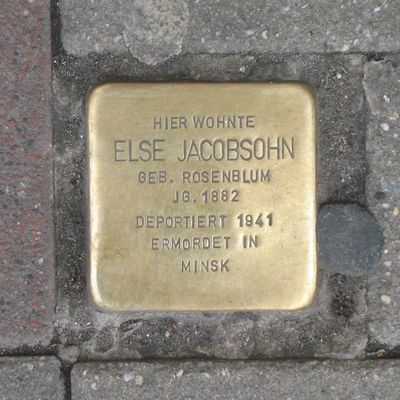 HIER WOHNTE
ELSE JACOBSOHN
GEB. ROSENBLUM
JG. 1882
DEPORTIERT 1941
ERMORDET IN
MINSK